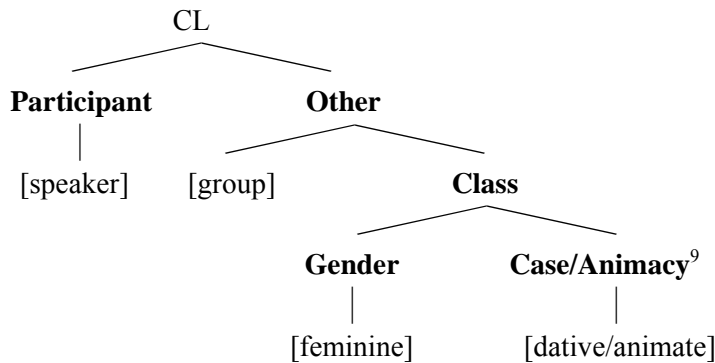 CL
Participant Other
[speaker] [group] Class
Gender Case/Animacy⁹
[feminine] [dative/animate]